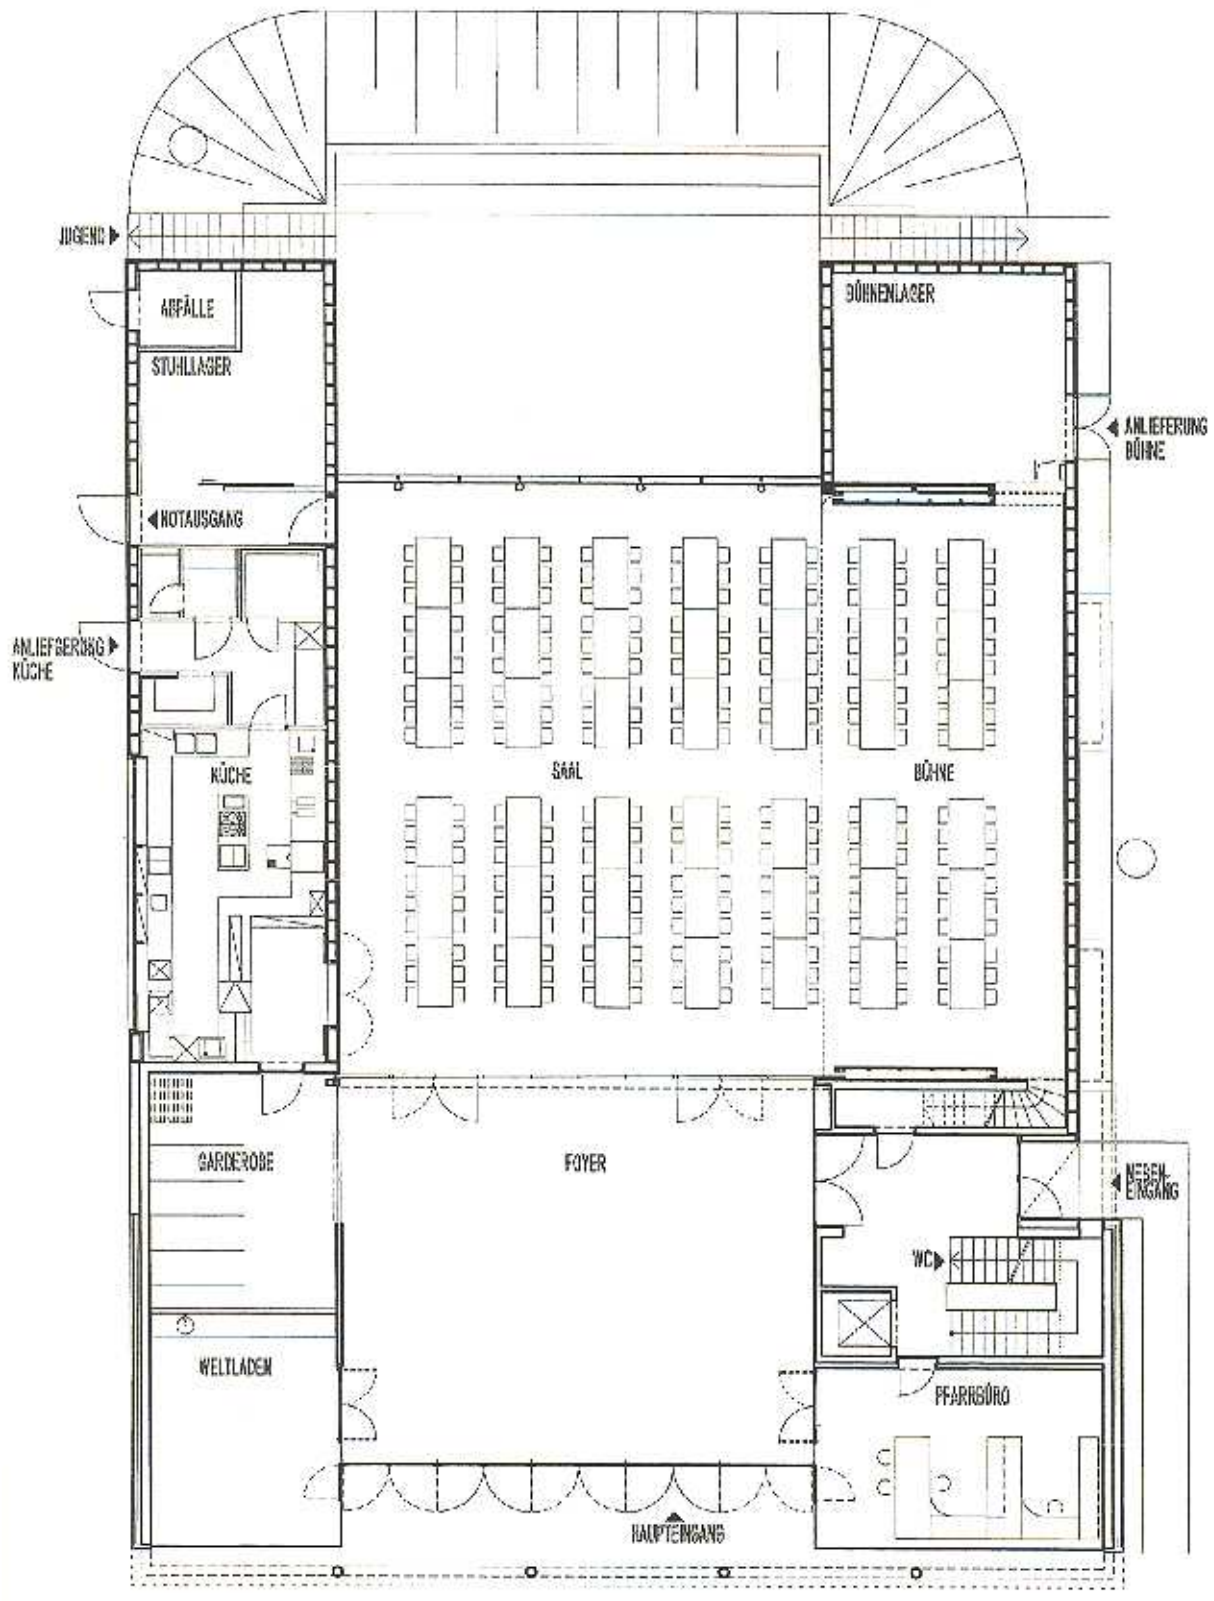 JUGEND
ABFÄLLE
BÜHNENLAGER
STUHLLAGER
ANLIEFERUNG
BÜHNE
NOTAUSGANG
ANLIEFGERUNG
KÜCHE
KÜCHE
SAAL
BÜHNE
GARDEROBE
FOYER
NEBEN-
EINGANG
WC
WELTLADEN
PFARRBÜRO
HAUPTEINGANG